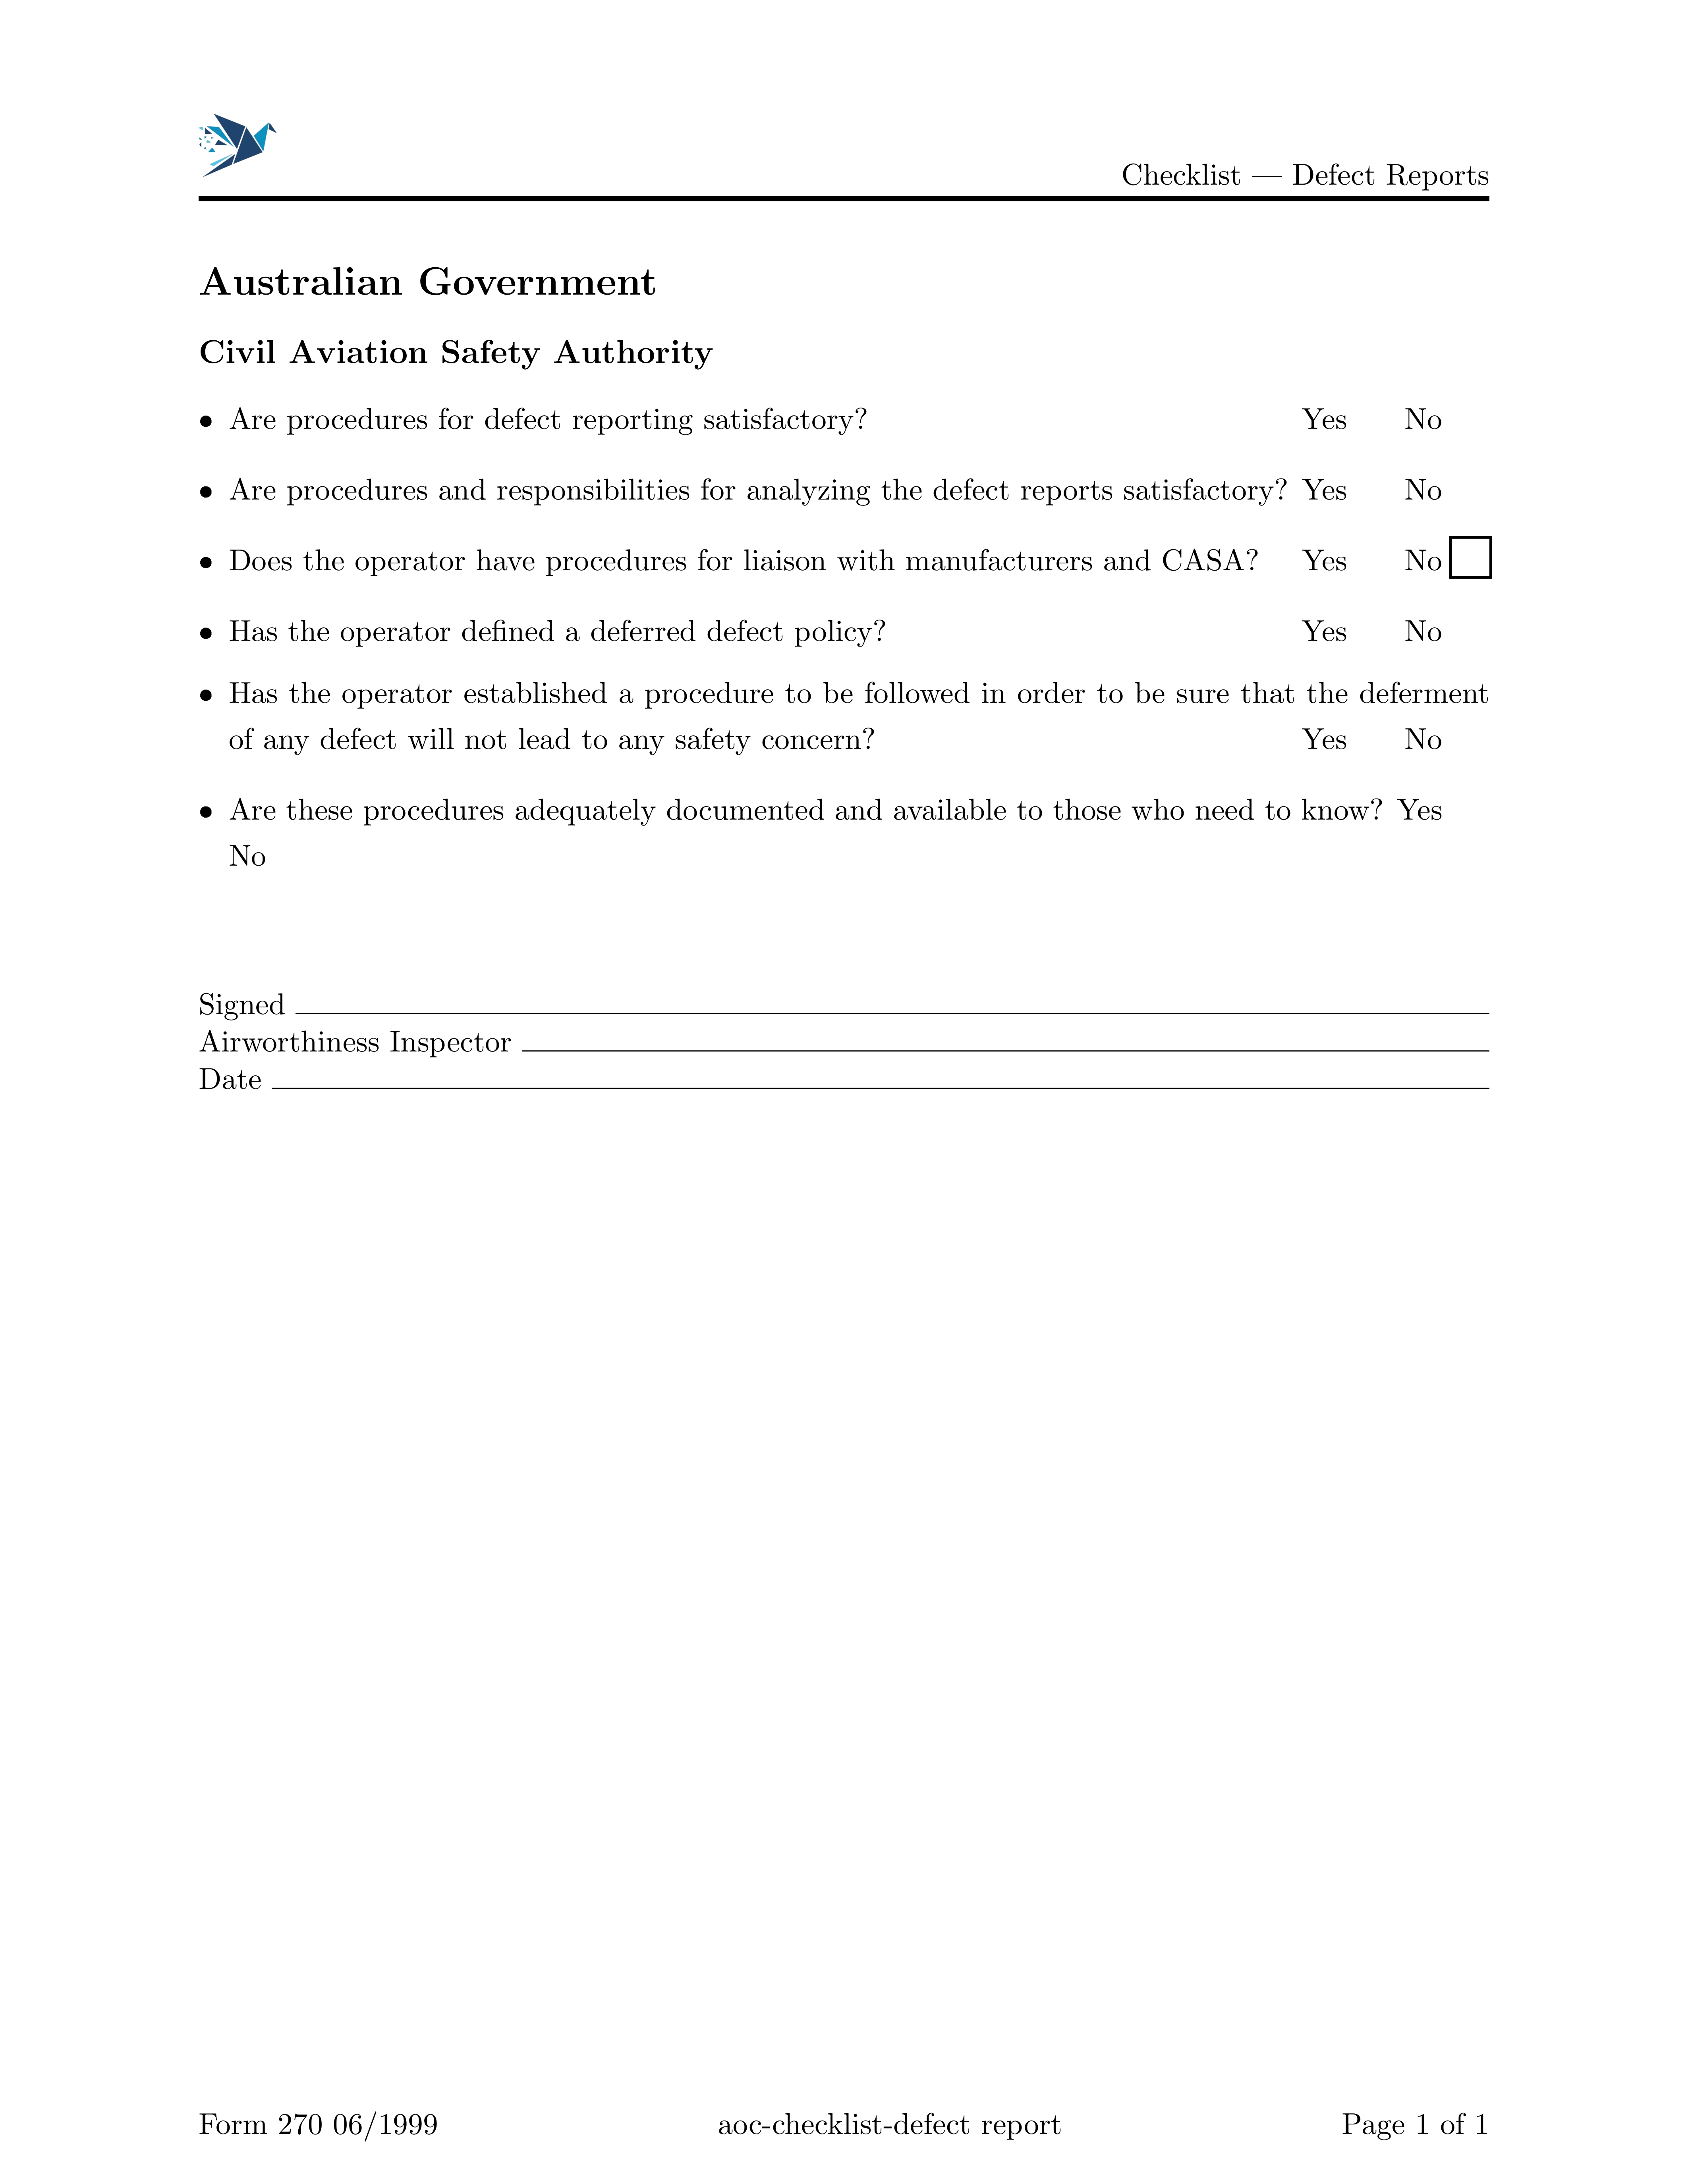 Checklist — Defect Reports
Australian Government
Civil Aviation Safety Authority
• Are procedures for defect reporting satisfactory? Yes No
• Are procedures and responsibilities for analyzing the defect reports satisfactory? Yes No
• Does the operator have procedures for liaison with manufacturers and CASA? Yes No
• Has the operator defined a deferred defect policy? Yes No
• Has the operator established a procedure to be followed in order to be sure that the deferment
of any defect will not lead to any safety concern? Yes No
• Are these procedures adequately documented and available to those who need to know? Yes
No
Signed
Airworthiness Inspector
Date
Form 270 06/1999 aoc-checklist-defect report Page 1 of 1